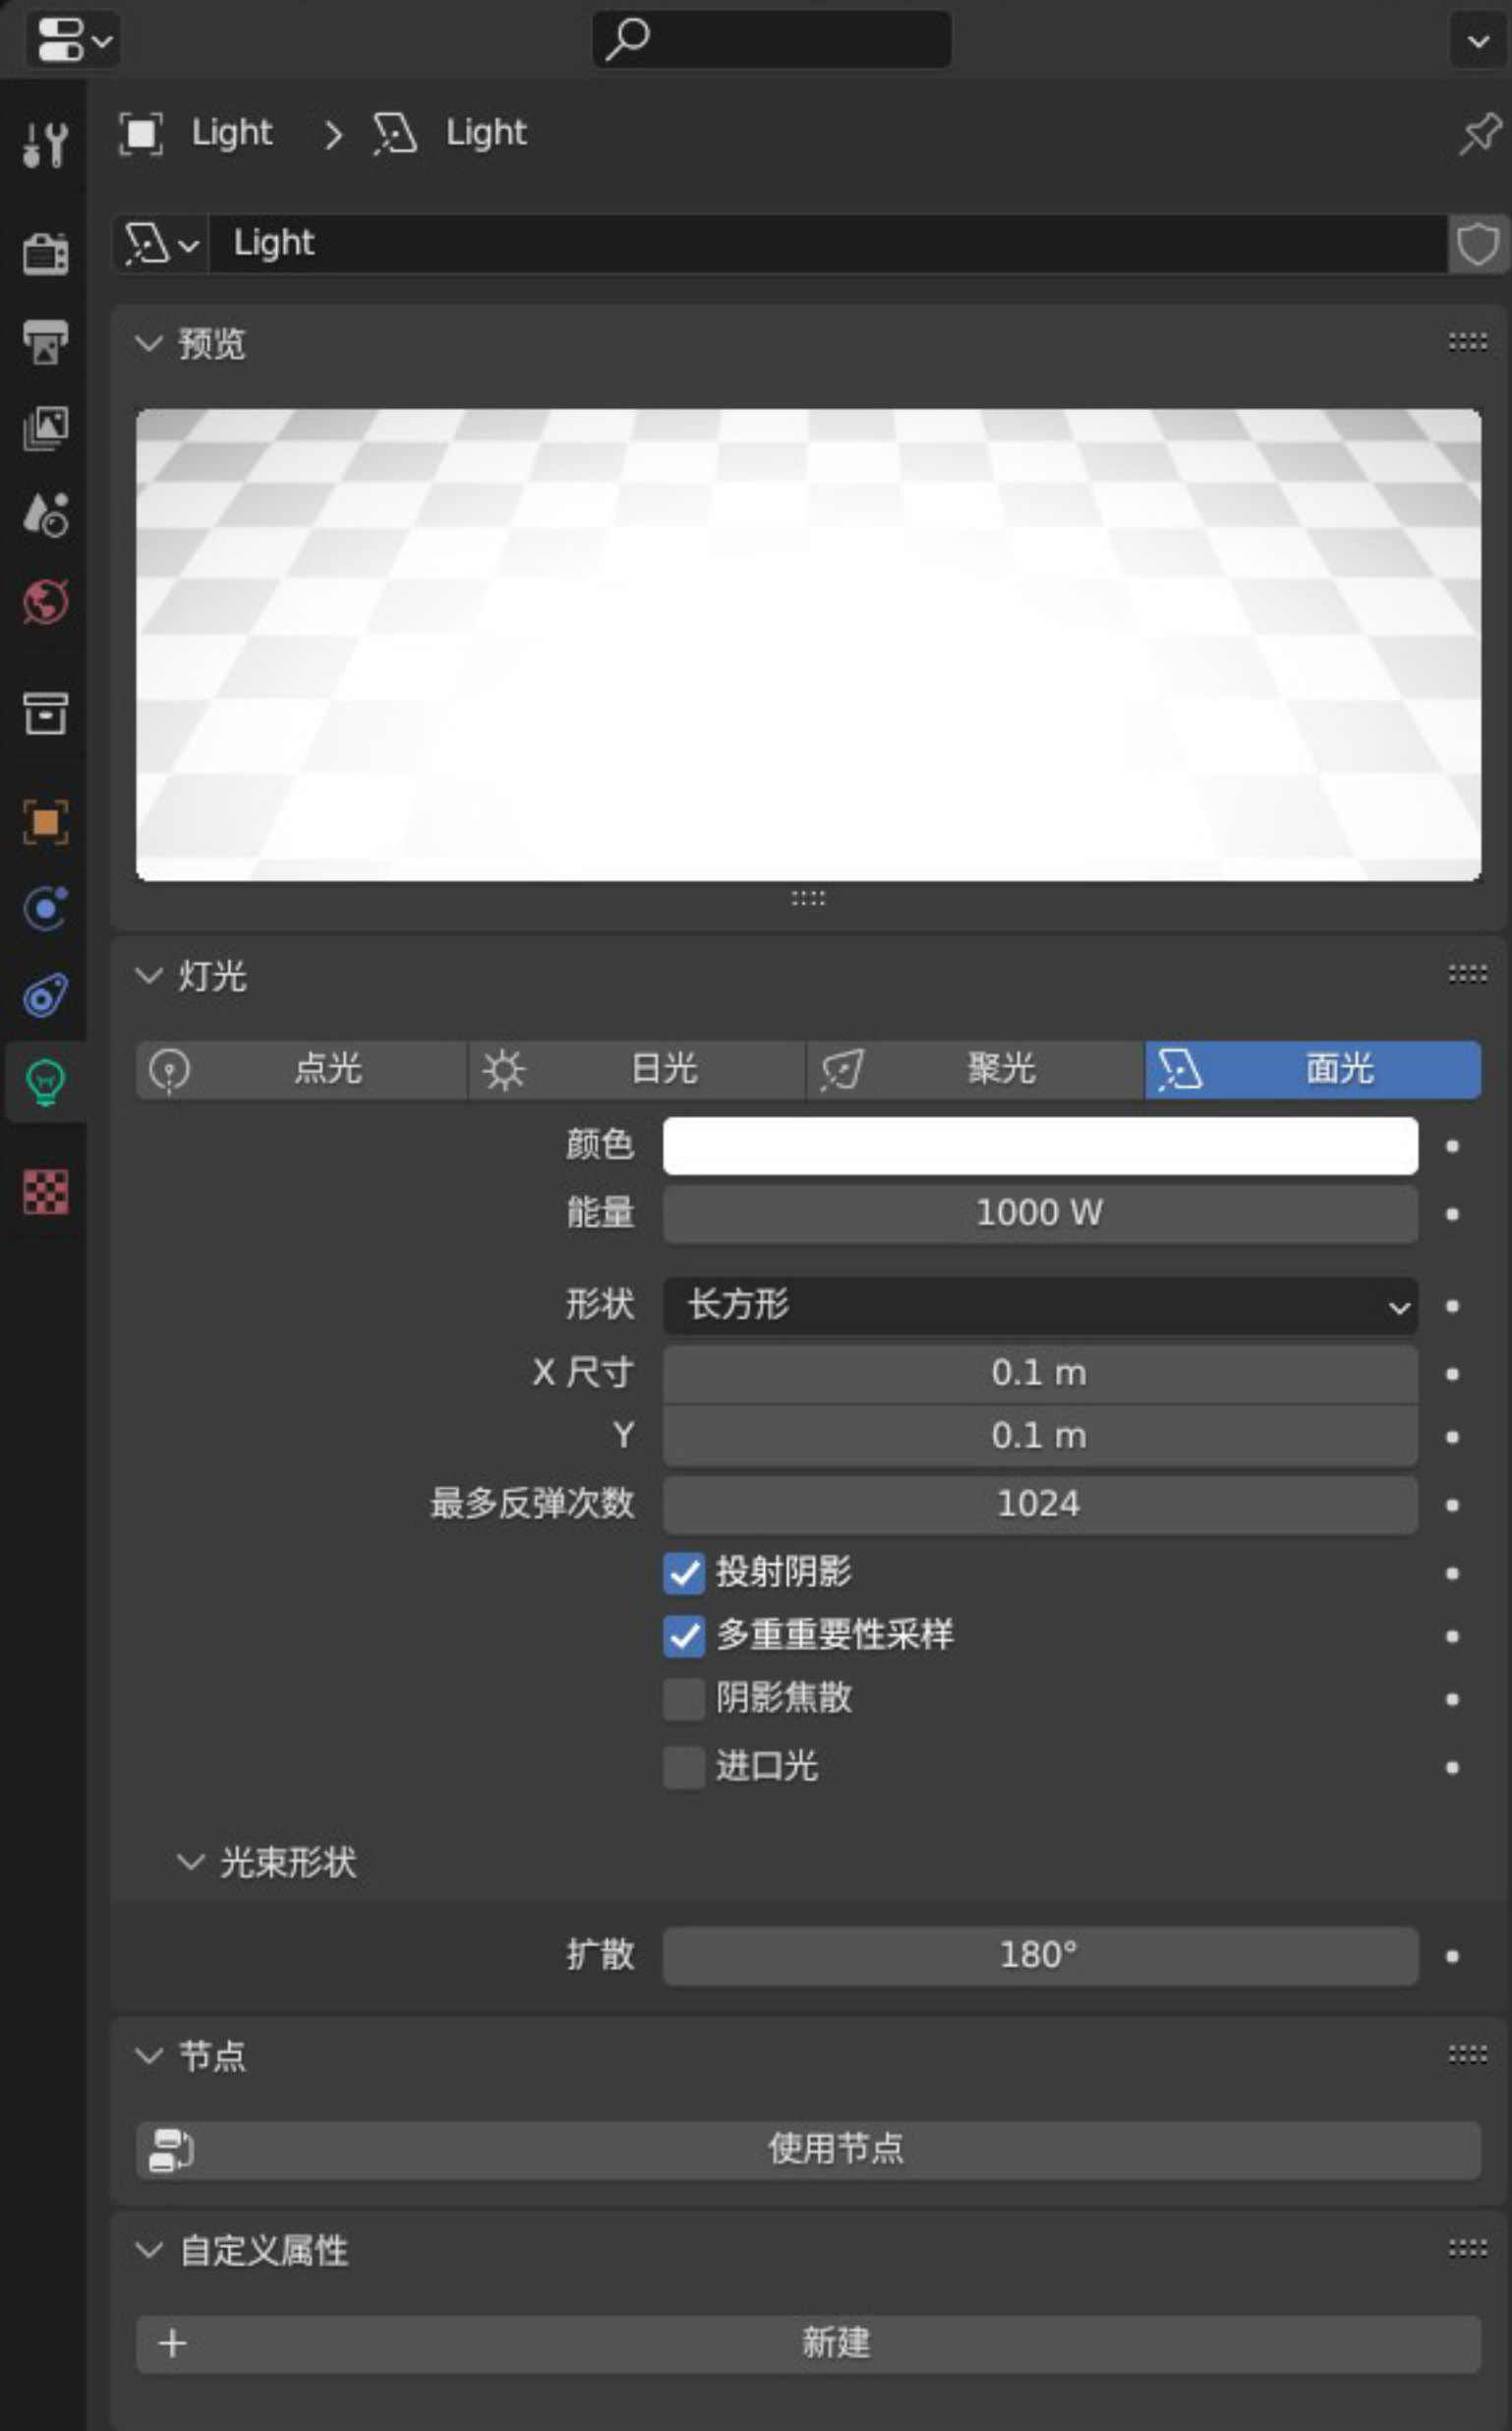 Light > Light
Light
预览
灯光
点光 日光 聚光 面光
颜色
能量 1000 W
形状 长方形
X 尺寸 0.1 m
Y 0.1 m
最多反弹次数 1024
投射阴影
多重重要性采样
阴影焦散
进口光
光束形状
扩散 180°
节点
使用节点
自定义属性
新建